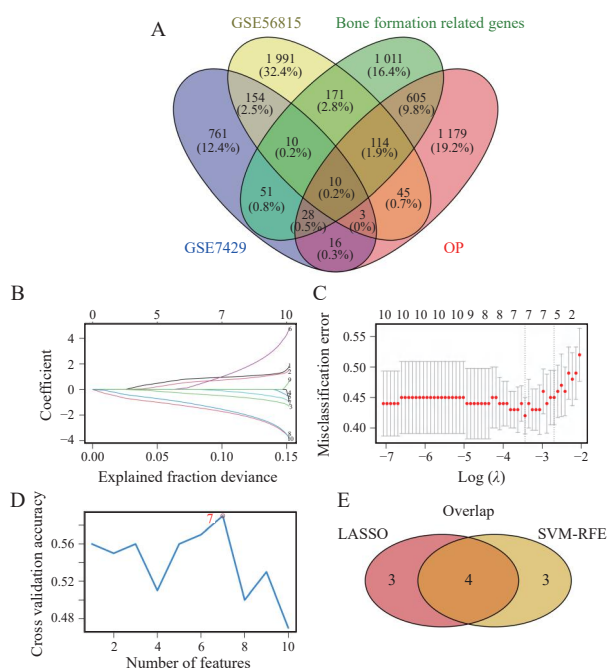 A
GSE56815
Bone formation related genes
1 991
(32.4%)
1 011
(16.4%)
154
(2.5%)
171
(2.8%)
605
(9.8%)
761
(12.4%)
10
(0.2%)
114
(1.9%)
1 179
(19.2%)
51
(0.8%)
10
(0.2%)
45
(0.7%)
28
(0.5%)
3
(0%)
16
(0.3%)
GSE7429
OP
B
0 3 5 7 10
Coefficient
4
2
0
−2
−4
6
9
3
8
10
0.00 0.05 0.10 0.15
Explained fraction deviance
C
10 10 10 10 10 9 8 8 7 7 7 5 2
Misclassification error
0.55
0.50
0.45
0.40
−7 −6 −5 −4 −3 −2
Log (λ)
D
Cross validation accuracy
0.56
0.52
0.48
7
2 4 6 8 10
Number of features
E
Overlap
LASSO
SVM-RFE
3 4 3